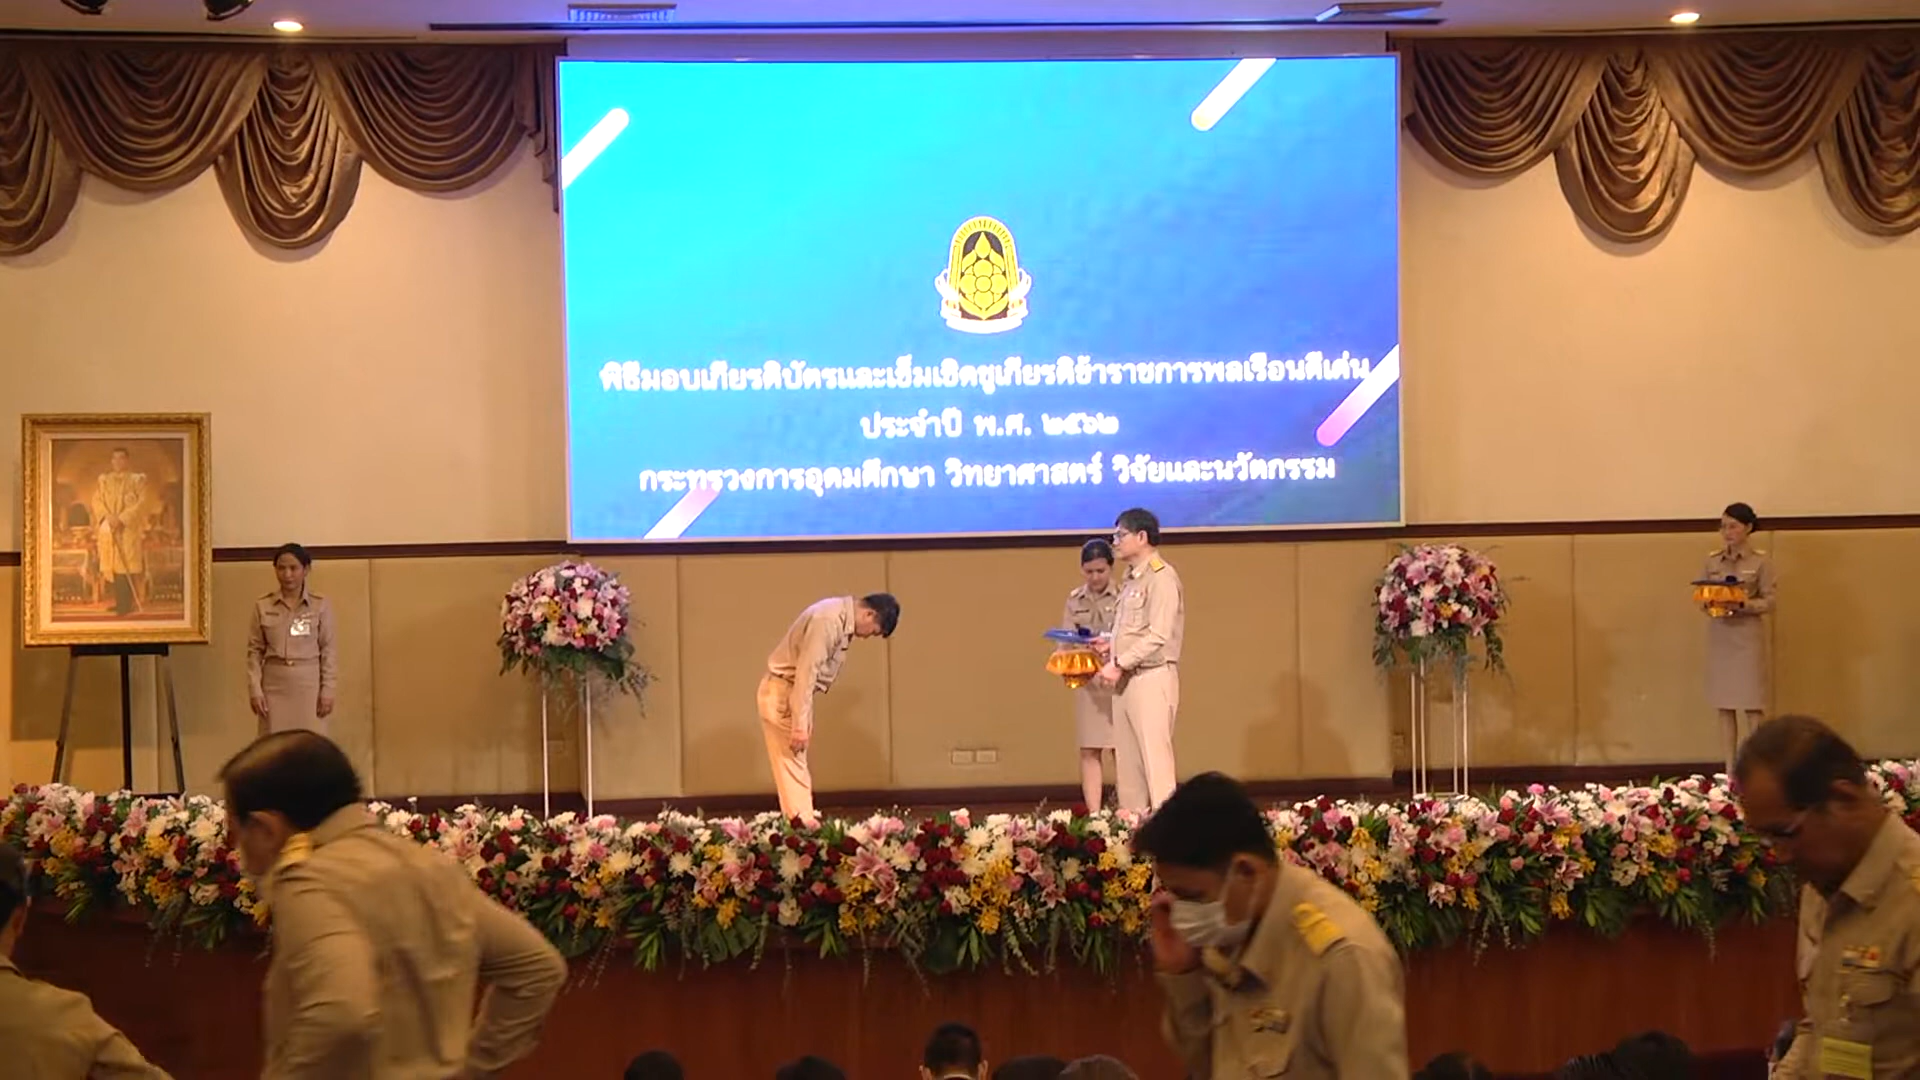 พิธีมอบเกียรติบัตรและเข็มเชิดชูเกียรติข้าราชการพลเรือนดีเด่น
ประจำปี พ.ศ. ๒๕๖๒
กระทรวงการอุดมศึกษา วิทยาศาสตร์ วิจัยและนวัตกรรม